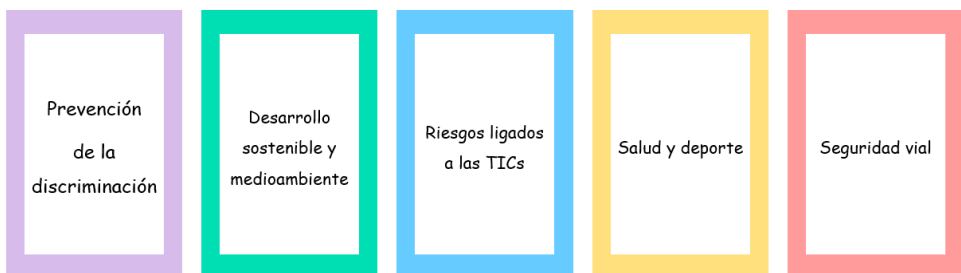 Prevención
de la
discriminación
Desarrollo
sostenible y
medioambiente
Riesgos ligados
a las TICs
Salud y deporte
Seguridad vial